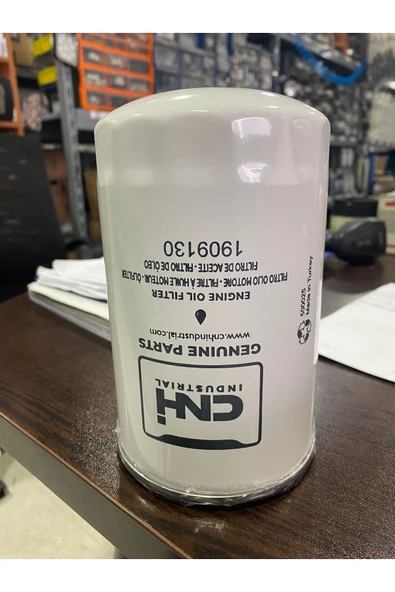 CNH
INDUSTRIAL
GENUINE PARTS
www.cnhindustrial.com
ENGINE OIL FILTER
FILTRO OLIO MOTORE - FILTRE À HUILE MOTEUR - ÖLFILTER
FILTRO DE ACEITE - FILTRO DE ÓLEO
1909130
500025
Made in Turkey